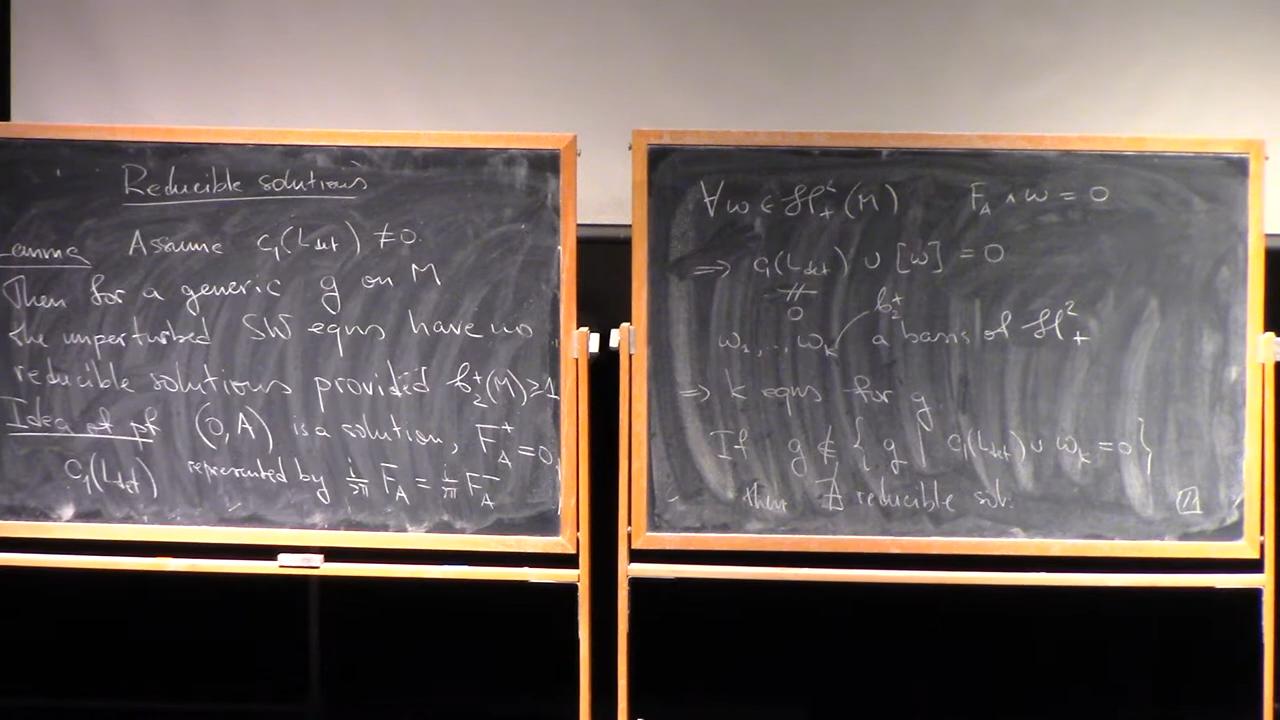 Reducible solutions
Lemma Assume c₁(L_det) ≠ 0.
Then for a generic g on M
the unperturbed SW eqns have no
reducible solutions provided b₂⁺(M) ≥ 1
Idea of pf (0, A) is a solution, F_A⁺ = 0,
c₁(L_det) represented by i/2π F_A = i/π F_A⁻
∀ω ∈ ℋ₊²(M) F_A ∧ ω = 0
⇒ c₁(L_det) ∪ [ω] = 0
≠
0
b₂⁺
ω₁, ..., ω_k a basis of ℋ₊²
⇒ k eqns for g
If g ∉ { g | c₁(L_det) ∪ ω_k = 0 }
then ∄ reducible sol.